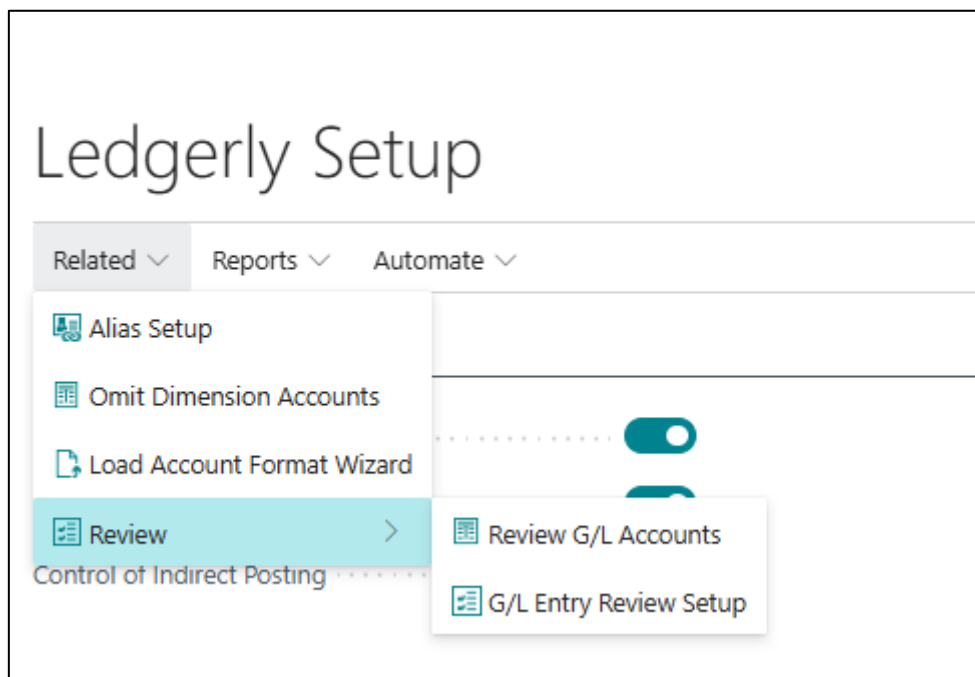 Ledgerly Setup
Related Reports Automate
Alias Setup
Omit Dimension Accounts
Load Account Format Wizard
Review
Review G/L Accounts
Control of Indirect Posting
G/L Entry Review Setup